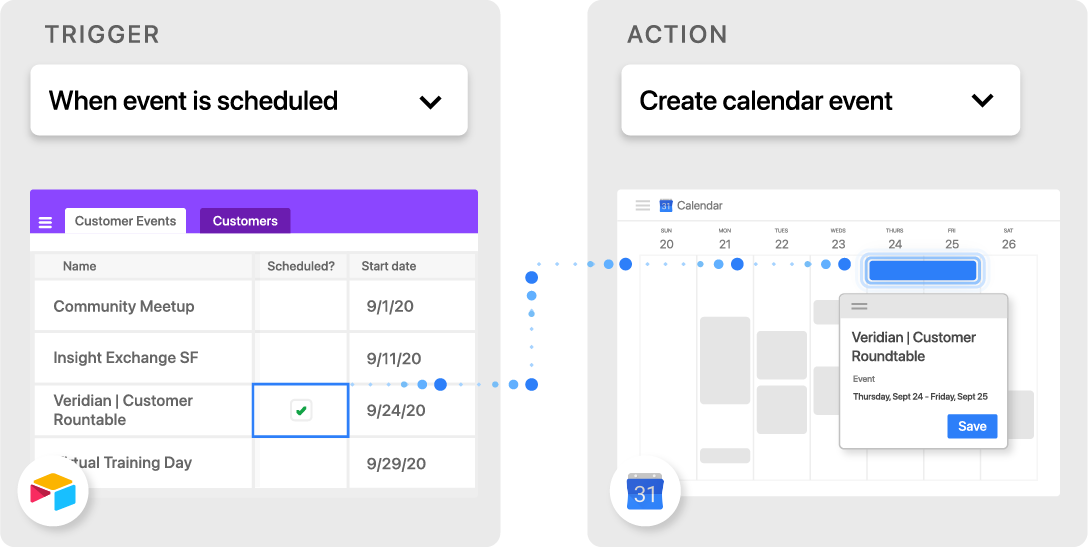 TRIGGER
When event is scheduled
Customer Events
Customers
Name
Scheduled?
Start date
Community Meetup
9/1/20
Insight Exchange SF
9/11/20
Veridian | Customer
Rountable
9/24/20
Training Day
9/29/20
ACTION
Create calendar event
31
Calendar
SUN
MON
TUES
WEDS
THURS
FRI
SAT
20
21
22
23
24
25
26
Veridian | Customer
Roundtable
Event
Thursday, Sept 24 - Friday, Sept 25
Save
31